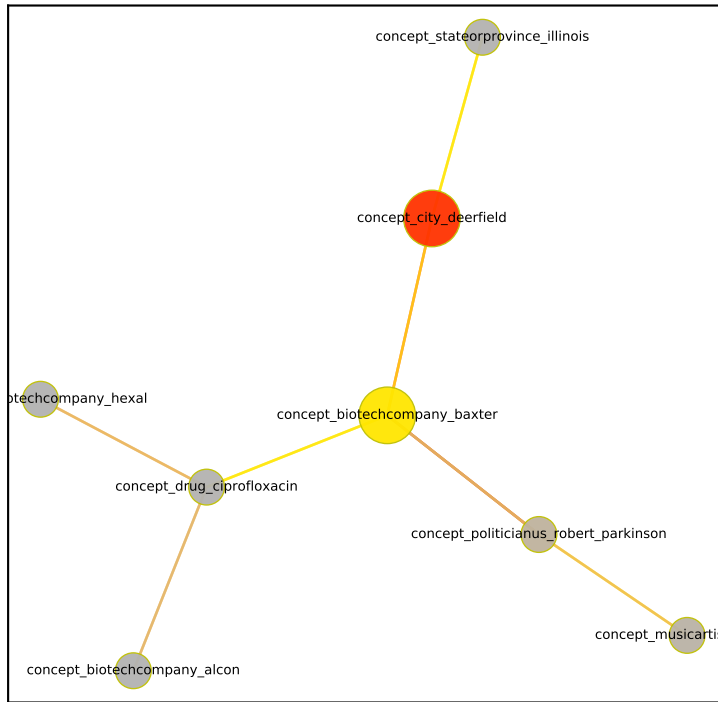 concept_stateorprovince_illinois
concept_city_deerfield
otechcompany_hexal
concept_biotechcompany_baxter
concept_drug_ciprofloxacin
concept_politicianus_robert_parkinson
concept_musicartis
concept_biotechcompany_alcon